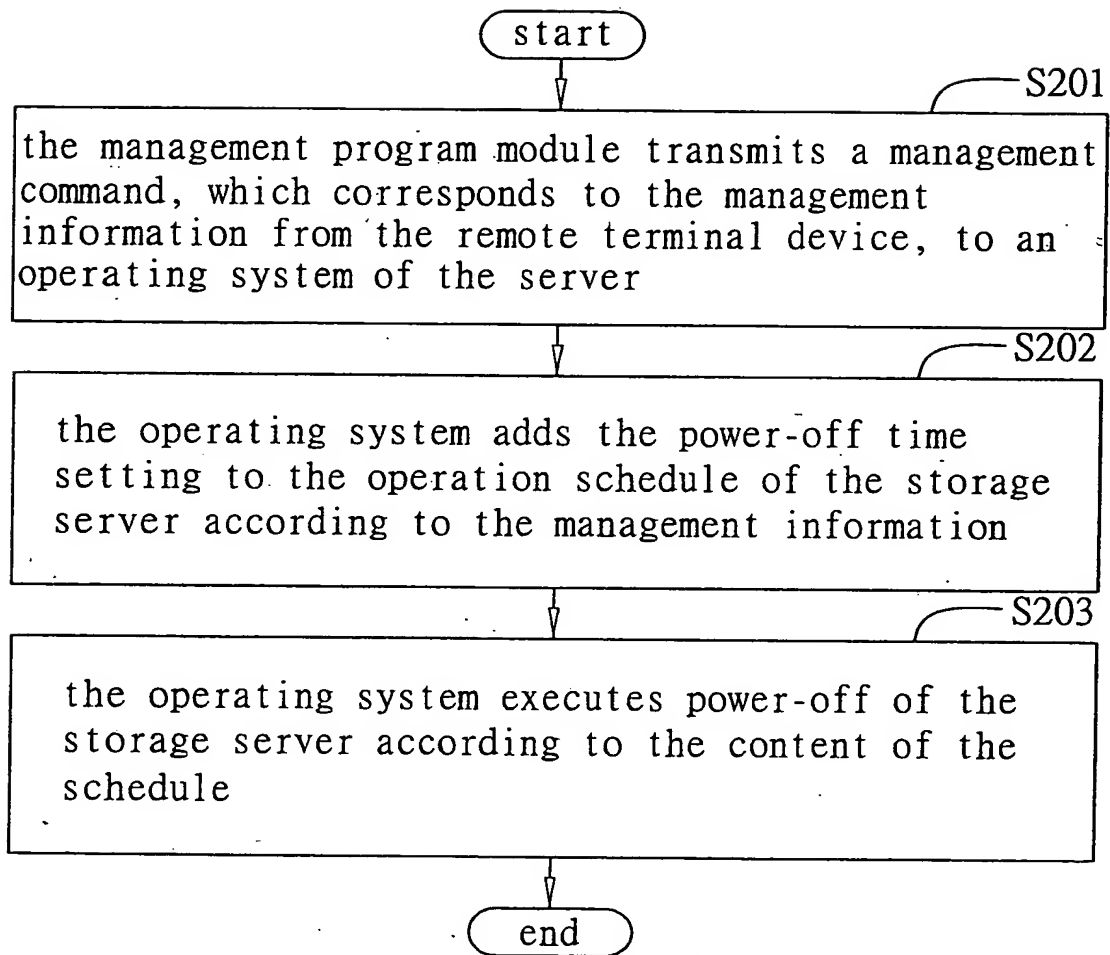 start
S201
the management program module transmits a management
command, which corresponds to the management
information from the remote terminal device, to an
operating system of the server
S202
the operating system adds the power-off time
setting to the operation schedule of the storage
server according to the management information
S203
the operating system executes power-off of the
storage server according to the content of the
schedule
end